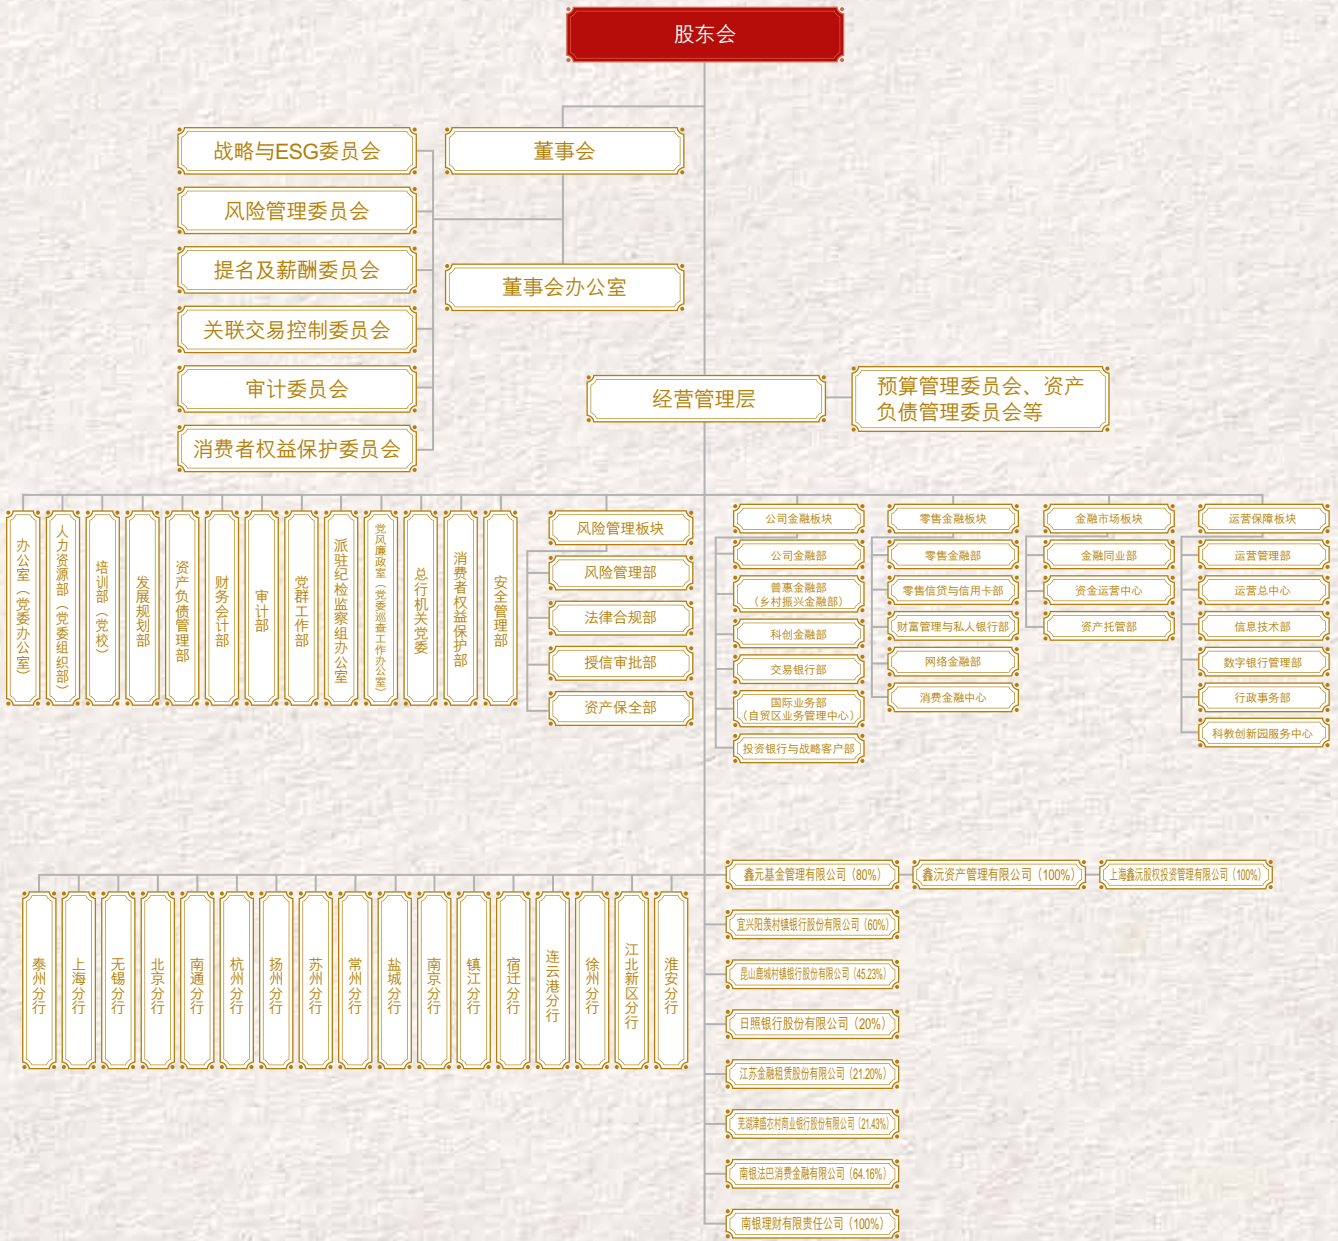 股东会
董事会
战略与ESG委员会
风险管理委员会
提名及薪酬委员会
关联交易控制委员会
审计委员会
消费者权益保护委员会
董事会办公室
经营管理层
预算管理委员会、资产
负债管理委员会等
办公室（党委办公室）
人力资源部（党委组织部）
培训部（党校）
发展规划部
资产负债管理部
财务会计部
审计部
党群工作部
派驻纪检监察组办公室
党风廉政室（党委巡查工作办公室）
总行机关党委
消费者权益保护部
安全管理部
风险管理板块
风险管理部
法律合规部
授信审批部
资产保全部
公司金融板块
公司金融部
普惠金融部
（乡村振兴金融部）
科创金融部
交易银行部
国际业务部
（自贸区业务管理中心）
投资银行与战略客户部
零售金融板块
零售金融部
零售信贷与信用卡部
财富管理与私人银行部
网络金融部
消费金融中心
金融市场板块
金融同业部
资金运营中心
资产托管部
运营保障板块
运营管理部
运营总中心
信息技术部
数字银行管理部
行政事务部
科教创新园服务中心
泰州分行
上海分行
无锡分行
北京分行
南通分行
杭州分行
扬州分行
苏州分行
常州分行
盐城分行
南京分行
镇江分行
宿迁分行
连云港分行
徐州分行
江北新区分行
淮安分行
鑫元基金管理有限公司（80%）
鑫沅资产管理有限公司（100%）
上海鑫沅股权投资管理有限公司（100%）
宜兴阳羡村镇银行股份有限公司（60%）
昆山鹿城村镇银行股份有限公司（45.23%）
日照银行股份有限公司（20%）
江苏金融租赁股份有限公司（21.20%）
芜湖津盛农村商业银行股份有限公司（21.43%）
南银法巴消费金融有限公司（64.16%）
南银理财有限责任公司（100%）